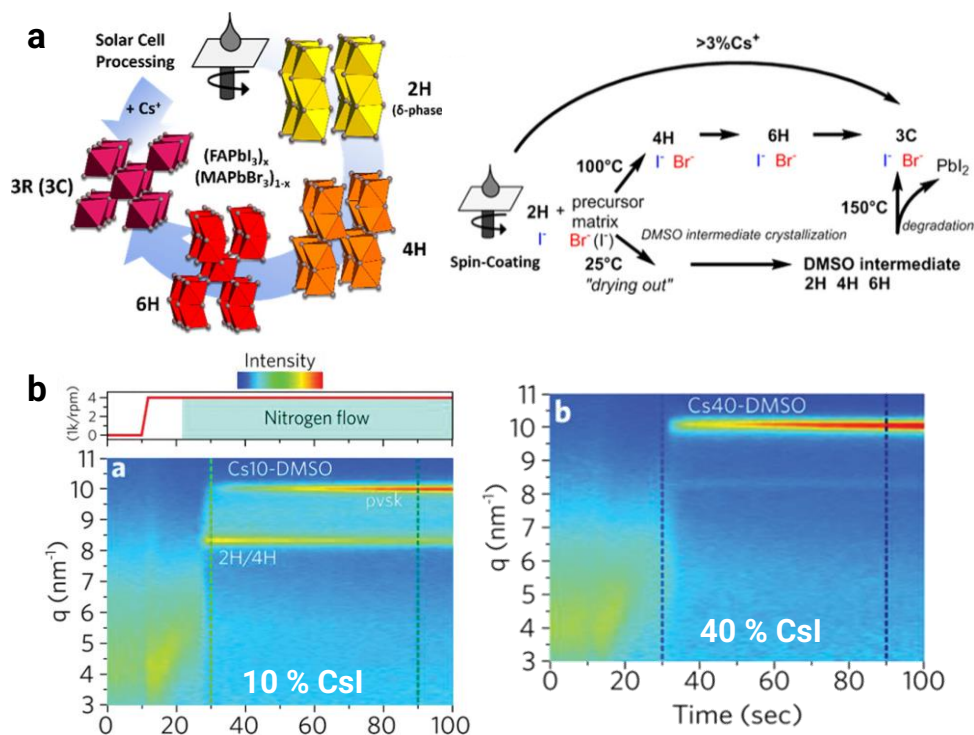 a
Solar Cell
Processing
+ Cs⁺
2H
(δ-phase
(FAPbI₃)ₓ
(MAPbBr₃)₁₋ₓ
3R (3C)
4H
6H
>3%Cs⁺
4H
6H
3C
I⁻ Br⁻
I⁻ Br⁻
I⁻ Br⁻
PbI₂
100°C
2H + precursor
matrix
I⁻
Br⁻(I⁻)
150°C
degradation
DMSO intermediate crystallization
Spin-Coating
25°C
"drying out"
DMSO intermediate
2H 4H 6H
b
Intensity
(1k/rpm)
4
2
0
Nitrogen flow
a
Cs10-DMSO
pvsk
2H/4H
10 % CsI
q (nm⁻¹)
11
10
9
8
7
6
5
4
3
0 20 40 60 80 100
b
Cs40-DMSO
40 % CsI
q (nm⁻¹)
11
10
9
8
7
6
5
4
3
0 20 40 60 80 100
Time (sec)